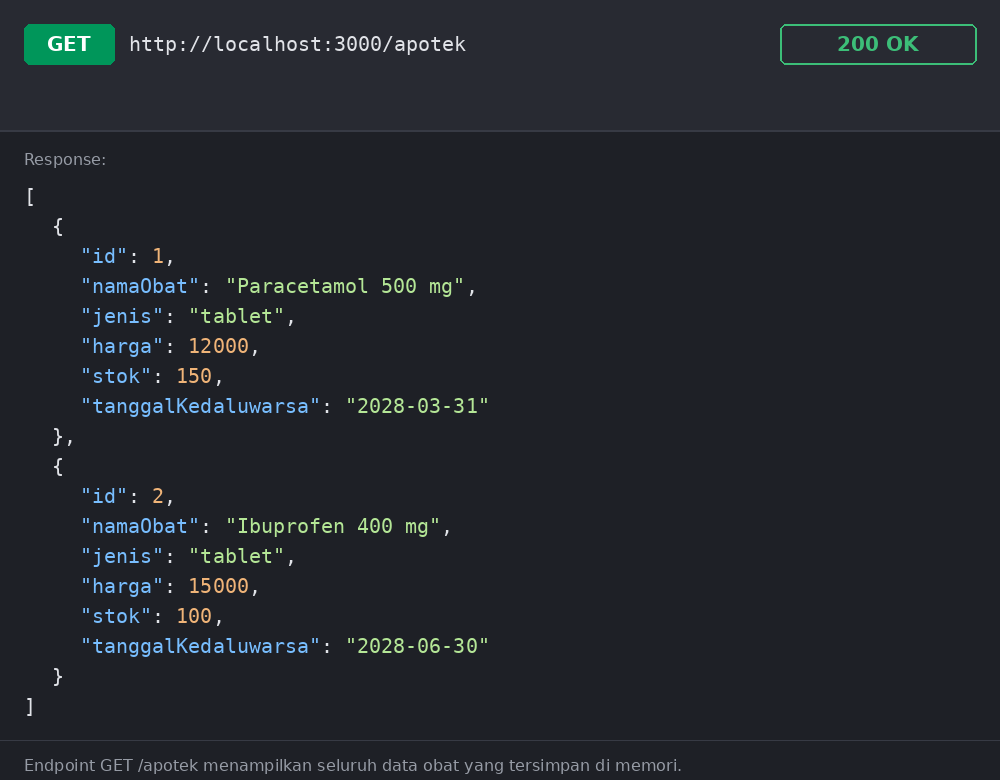 GET http://localhost:3000/apotek 200 OK
Response:
[
{
"id": 1,
"namaObat": "Paracetamol 500 mg",
"jenis": "tablet",
"harga": 12000,
"stok": 150,
"tanggalKedaluwarsa": "2028-03-31"
},
{
"id": 2,
"namaObat": "Ibuprofen 400 mg",
"jenis": "tablet",
"harga": 15000,
"stok": 100,
"tanggalKedaluwarsa": "2028-06-30"
}
]
Endpoint GET /apotek menampilkan seluruh data obat yang tersimpan di memori.